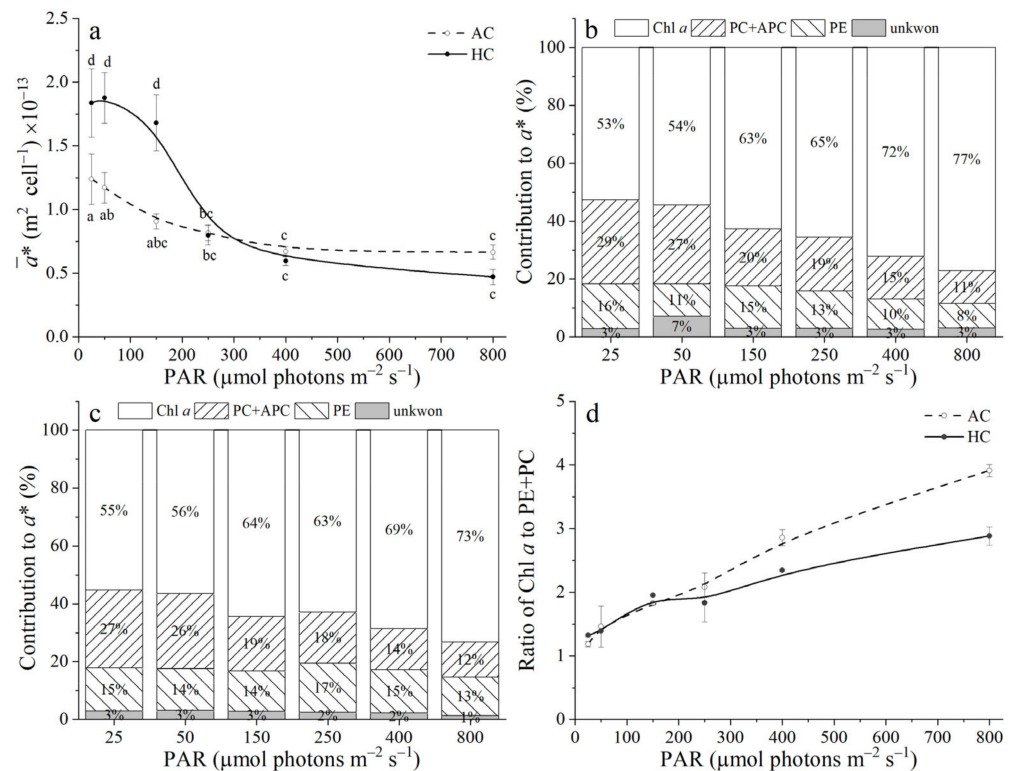 a
AC
HC
d
d
d
a
ab
abc
bc
bc
c
c
c
c
2.5
2.0
1.5
1.0
0.5
0.0
a* (m² cell⁻¹) ×10⁻¹³
0 100 200 300 400 500 600 700 800
PAR (μmol photons m⁻² s⁻¹)
b
Chl a PC+APC PE unkwon
100
80
60
40
20
0
Contribution to a* (%)
53% 54% 63% 65% 72% 77%
29% 27% 20% 19% 15% 11%
16% 11% 15% 13% 10% 8%
3% 7% 3% 3% 3% 3%
25 50 150 250 400 800
PAR (μmol photons m⁻² s⁻¹)
c
Chl a PC+APC PE unkwon
100
80
60
40
20
0
Contribution to a* (%)
55% 56% 64% 63% 69% 73%
27% 26% 19% 18% 14% 12%
15% 14% 14% 17% 15% 13%
3% 3% 3% 2% 2% 1%
25 50 150 250 400 800
PAR (μmol photons m⁻² s⁻¹)
d
AC
HC
5
4
3
2
1
0
Ratio of Chl a to PE+PC
0 100 200 300 400 500 600 700 800
PAR (μmol photons m⁻² s⁻¹)